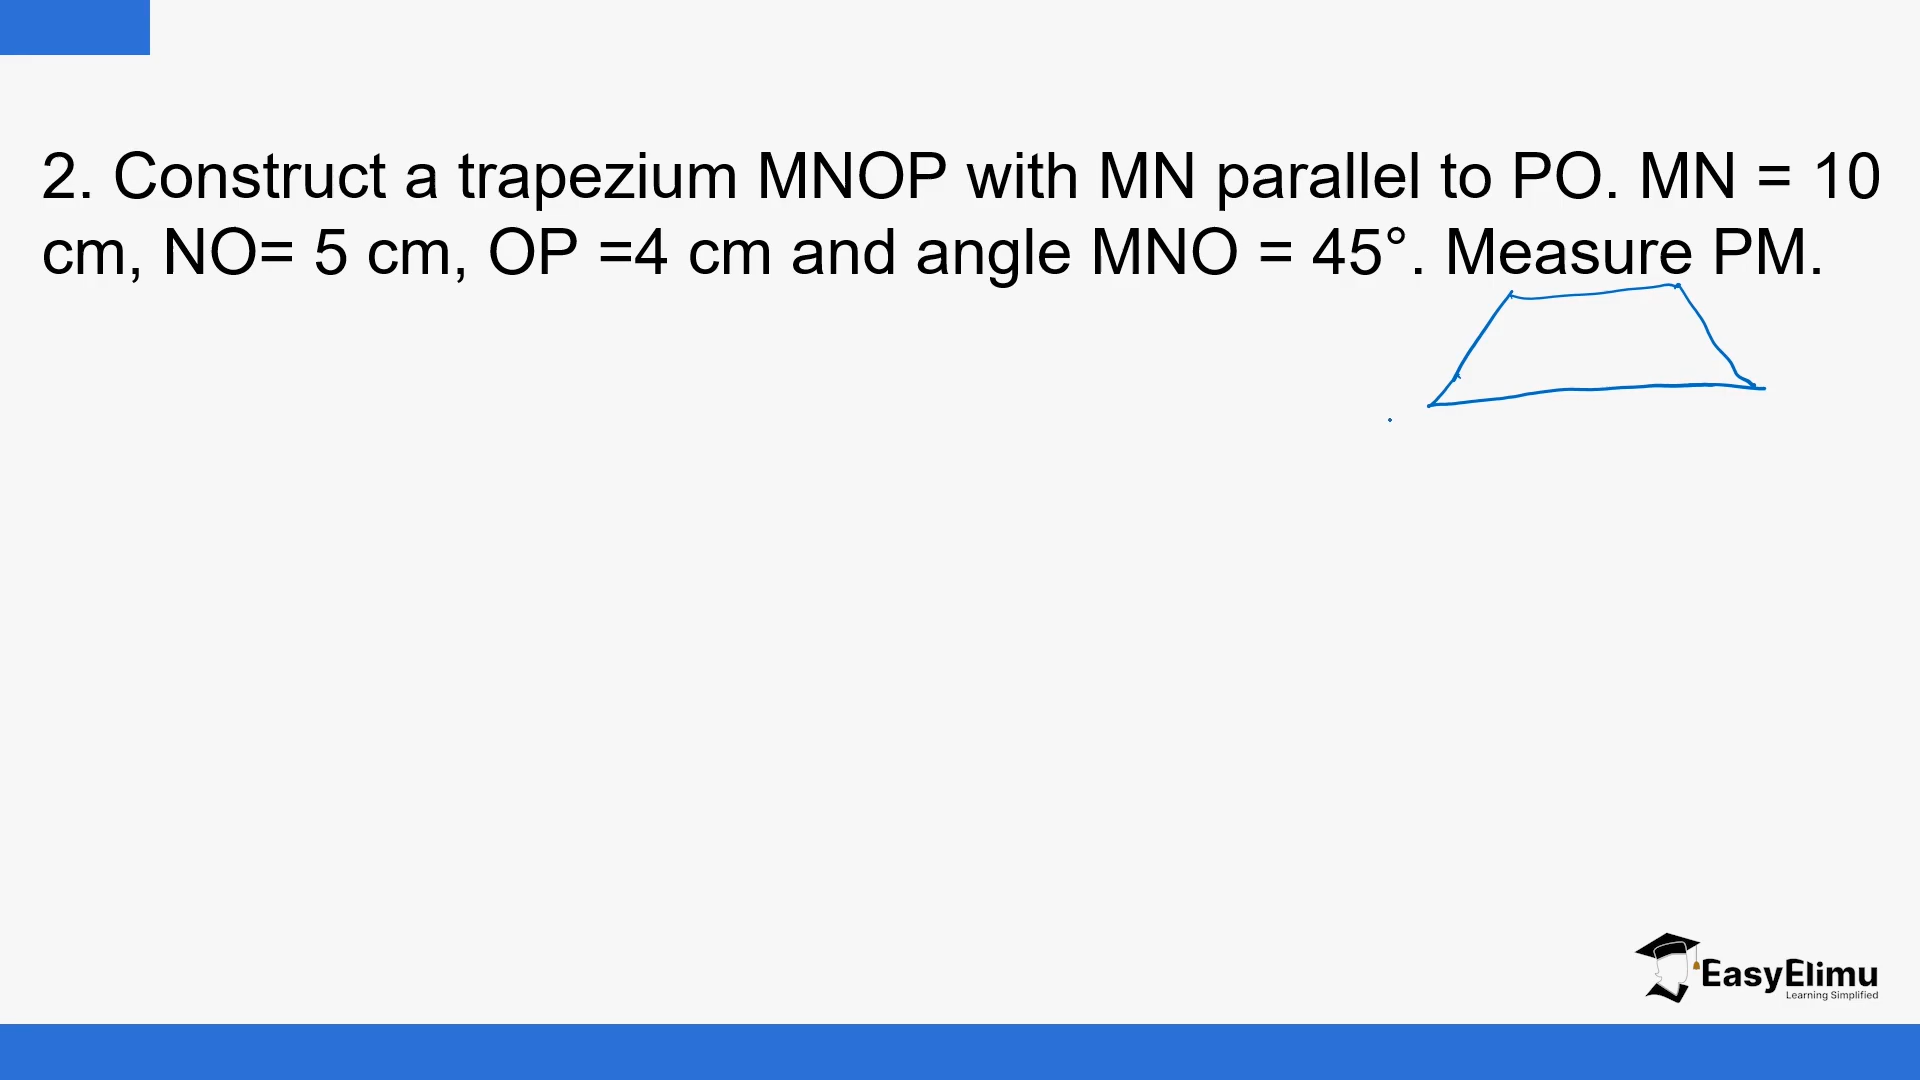 2. Construct a trapezium MNOP with MN parallel to PO. MN = 10
cm, NO= 5 cm, OP =4 cm and angle MNO = 45°. Measure PM.
EasyElimu
Learning Simplified